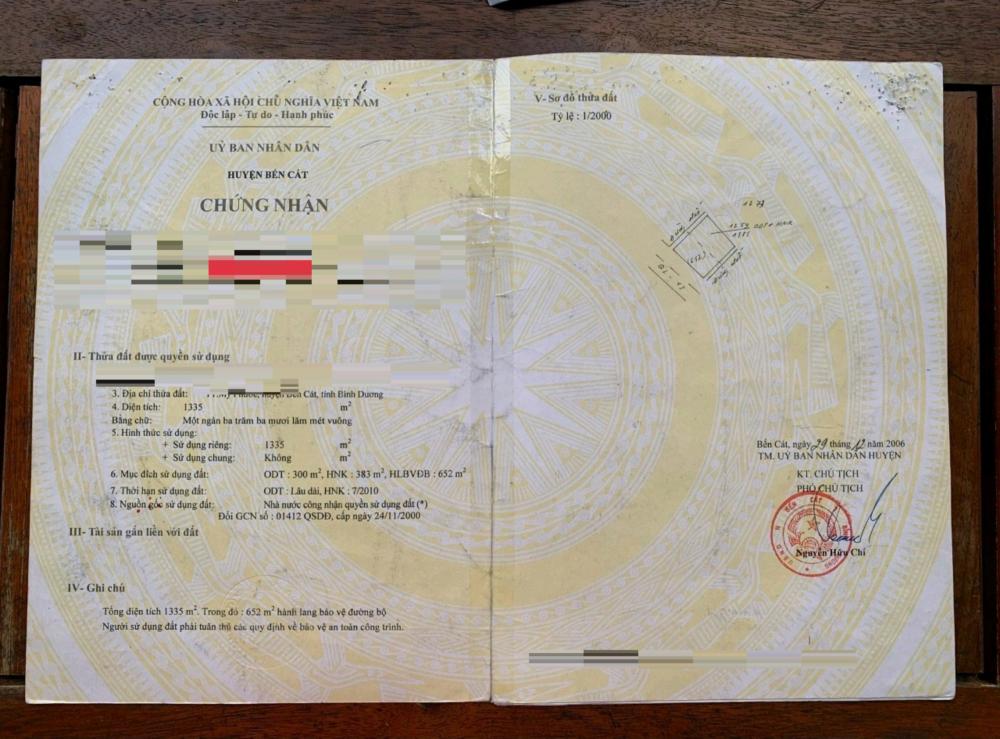 CỘNG HÒA XÃ HỘI CHỦ NGHĨA VIỆT NAM
Độc lập - Tự do - Hạnh phúc
UỶ BAN NHÂN DÂN
HUYỆN BẾN CÁT
CHỨNG NHẬN
II- Thửa đất được quyền sử dụng
3. Địa chỉ thửa đất: Phước, huyện Bến Cát, tỉnh Bình Dương
4. Diện tích: 1335 m²
Bằng chữ: Một ngàn ba trăm ba mươi lăm mét vuông
5. Hình thức sử dụng:
+ Sử dụng riêng: 1335 m²
+ Sử dụng chung: Không m²
6. Mục đích sử dụng đất: ODT : 300 m², HNK : 383 m², HLBVĐB : 652 m²
7. Thời hạn sử dụng đất: ODT : Lâu dài, HNK : 7/2010
8. Nguồn gốc sử dụng đất: Nhà nước công nhận quyền sử dụng đất (*)
Đổi GCN số : 01412 QSDĐ, cấp ngày 24/11/2000
III- Tài sản gắn liền với đất
IV- Ghi chú
Tổng diện tích 1335 m². Trong đó : 652 m² hành lang bảo vệ đường bộ
Người sử dụng đất phải tuân thủ các quy định về bảo vệ an toàn công trình.
V- Sơ đồ thửa đất
Tỷ lệ : 1/2000
(652)
Bến Cát, ngày 29 tháng 12 năm 2006
TM. UỶ BAN NHÂN DÂN HUYỆN
KT. CHỦ TỊCH
PHÓ CHỦ TỊCH
Nguyễn Hữu Chí